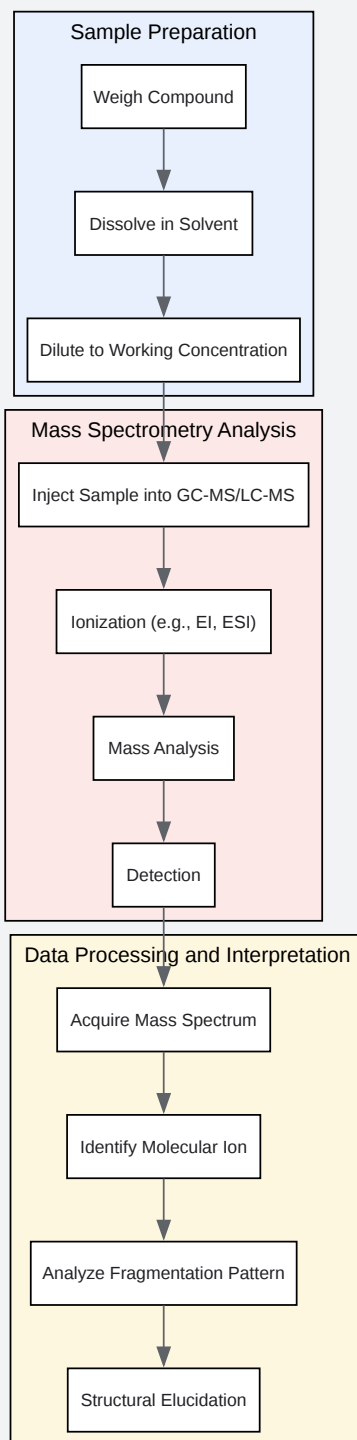 Sample Preparation
Weigh Compound
Dissolve in Solvent
Dilute to Working Concentration
Mass Spectrometry Analysis
Inject Sample into GC-MS/LC-MS
Ionization (e.g., EI, ESI)
Mass Analysis
Detection
Data Processing and Interpretation
Acquire Mass Spectrum
Identify Molecular Ion
Analyze Fragmentation Pattern
Structural Elucidation